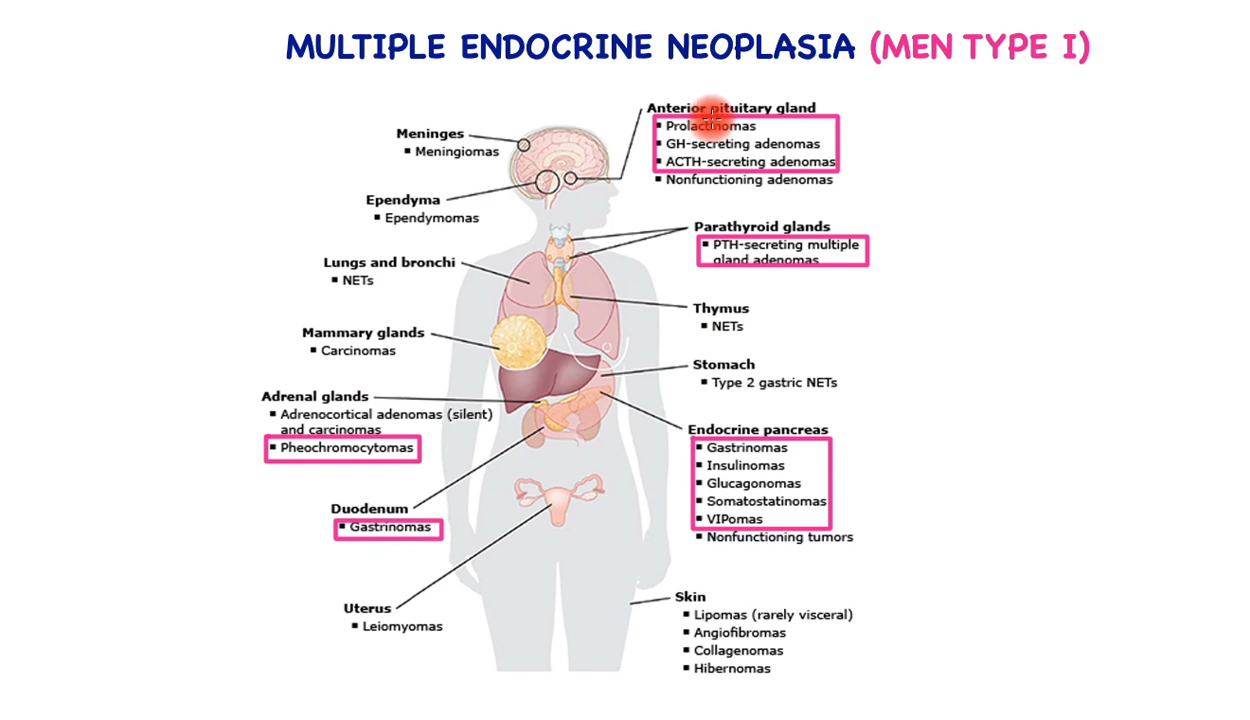 MULTIPLE ENDOCRINE NEOPLASIA (MEN TYPE I)
Meninges
▪ Meningiomas
Ependyma
▪ Ependymomas
Lungs and bronchi
▪ NETs
Mammary glands
▪ Carcinomas
Adrenal glands
▪ Adrenocortical adenomas (silent)
and carcinomas
▪ Pheochromocytomas
Duodenum
▪ Gastrinomas
Uterus
▪ Leiomyomas
Anterior pituitary gland
▪ Prolactinomas
▪ GH-secreting adenomas
▪ ACTH-secreting adenomas
▪ Nonfunctioning adenomas
Parathyroid glands
▪ PTH-secreting multiple
gland adenomas
Thymus
▪ NETs
Stomach
▪ Type 2 gastric NETs
Endocrine pancreas
▪ Gastrinomas
▪ Insulinomas
▪ Glucagonomas
▪ Somatostatinomas
▪ VIPomas
▪ Nonfunctioning tumors
Skin
▪ Lipomas (rarely visceral)
▪ Angiofibromas
▪ Collagenomas
▪ Hibernomas